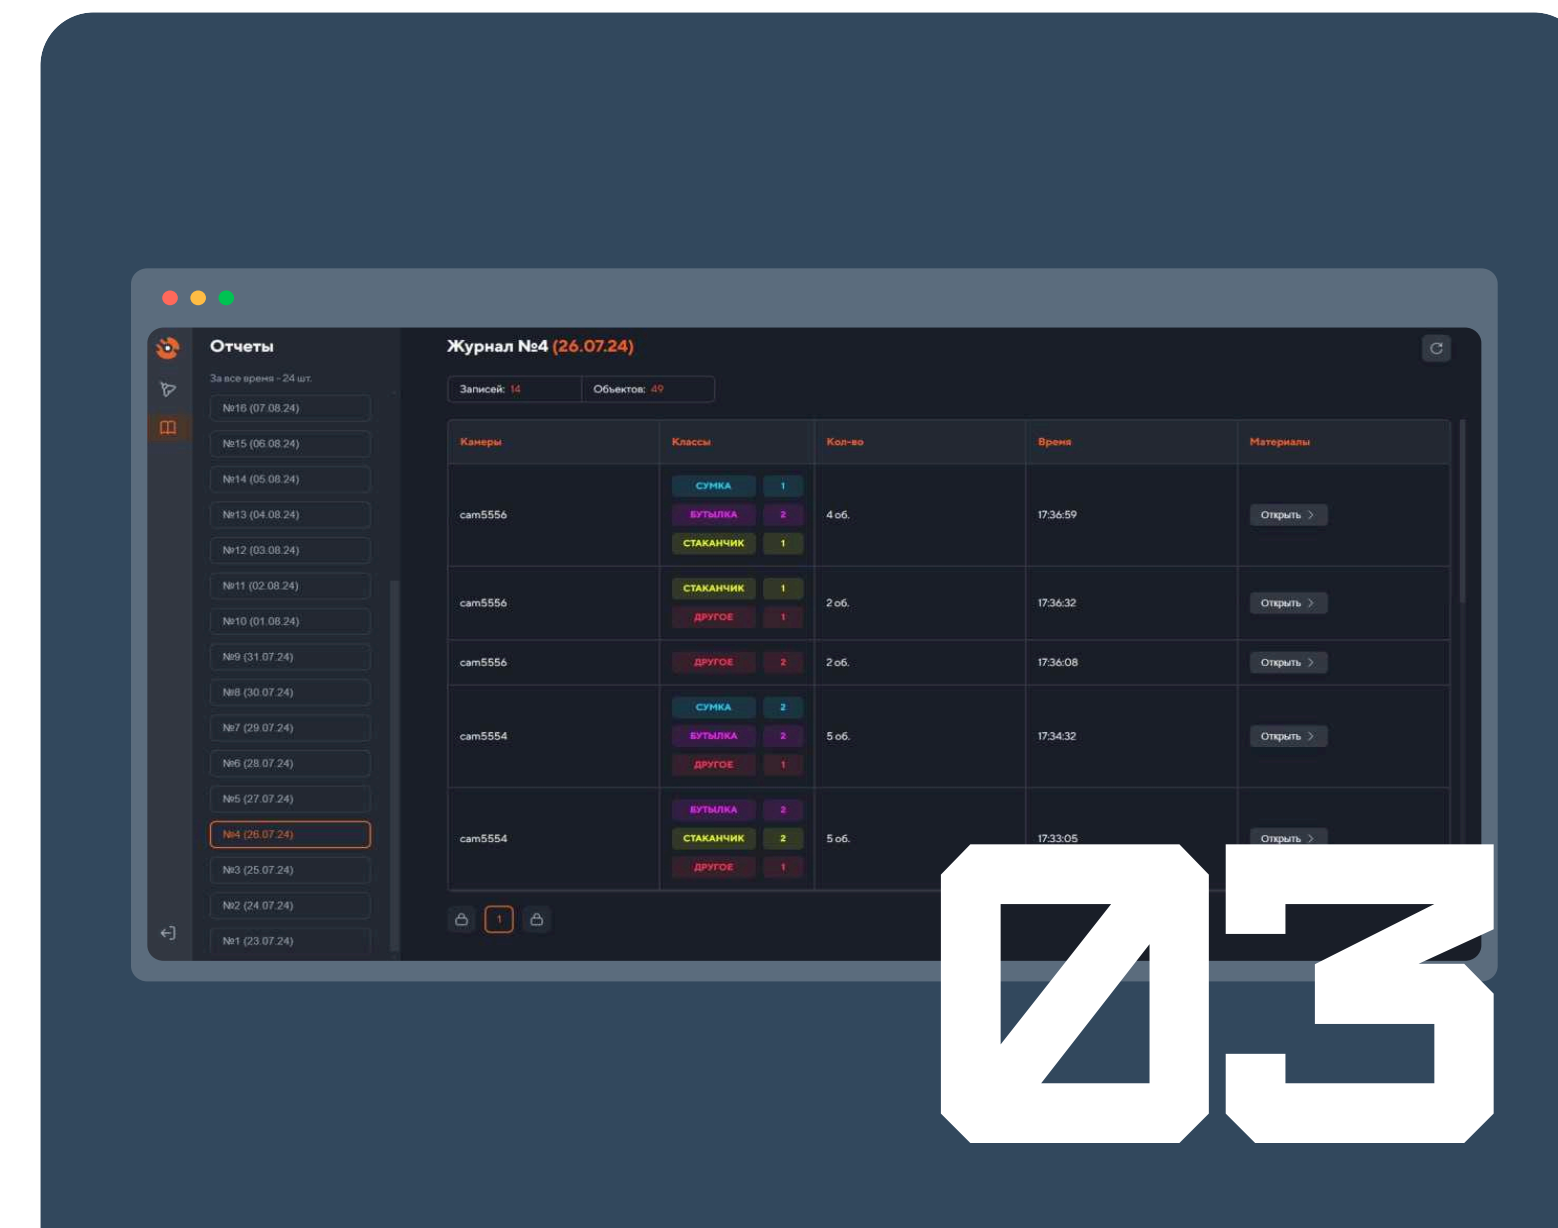 Отчеты
За все время - 24 шт.
№16 (07.08.24)
№15 (06.08.24)
№14 (05.08.24)
№13 (04.08.24)
№12 (03.08.24)
№11 (02.08.24)
№10 (01.08.24)
№9 (31.07.24)
№8 (30.07.24)
№7 (29.07.24)
№6 (28.07.24)
№5 (27.07.24)
№4 (26.07.24)
№3 (25.07.24)
№2 (24.07.24)
№1 (23.07.24)
Журнал №4 (26.07.24)
Записей: 14 Объектов: 49
Камеры Классы Кол-во Время Материалы
СУМКА 1
cam5556 БУТЫЛКА 2 4 об. 17:36:59 Открыть
СТАКАНЧИК 1
СТАКАНЧИК 1
cam5556 2 об. 17:36:32 Открыть
ДРУГОЕ 1
cam5556 ДРУГОЕ 2 2 об. 17:36:08 Открыть
СУМКА 2
cam5554 БУТЫЛКА 2 5 об. 17:34:32 Открыть
ДРУГОЕ 1
БУТЫЛКА 2
cam5554 СТАКАНЧИК 2 5 об. 17:33:05 Открыть
ДРУГОЕ 1
1
03